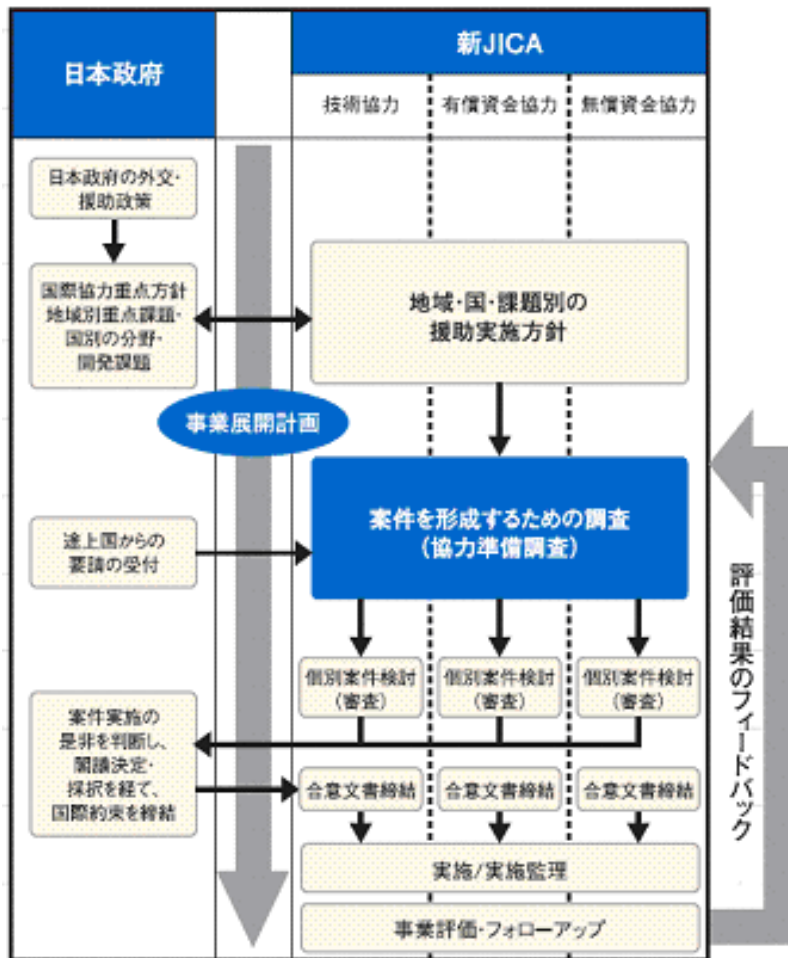 日本政府
新JICA
技術協力
有償資金協力
無償資金協力
日本政府の外交・
援助政策
国際協力重点方針
地域別重点課題・
国別の分野・
開発課題
地域・国・課題別の
援助実施方針
事業展開計画
案件を形成するための調査
(協力準備調査)
途上国からの
要請の受付
個別案件検討
(審査)
個別案件検討
(審査)
個別案件検討
(審査)
案件実施の
是非を判断し、
閣議決定・
採択を経て、
国際約束を締結
合意文書締結
合意文書締結
合意文書締結
実施/実施監理
事業評価・フォローアップ
評価結果のフィードバック